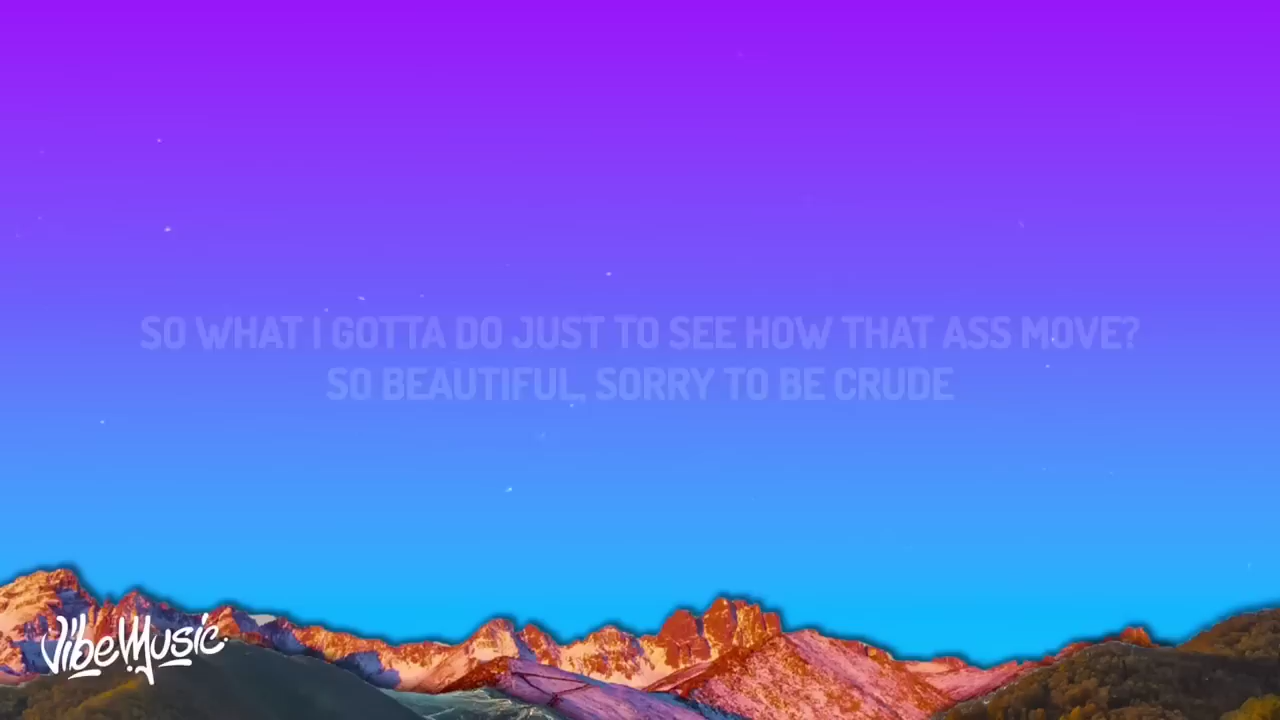 SO WHAT I GOTTA DO JUST TO SEE HOW THAT ASS MOVE?
SO BEAUTIFUL, SORRY TO BE CRUDE
VibeMusic